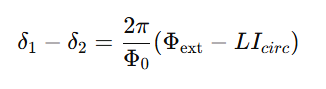 δ₁ − δ₂ = 2π/Φ₀ (Φ_ext − LI_circ)